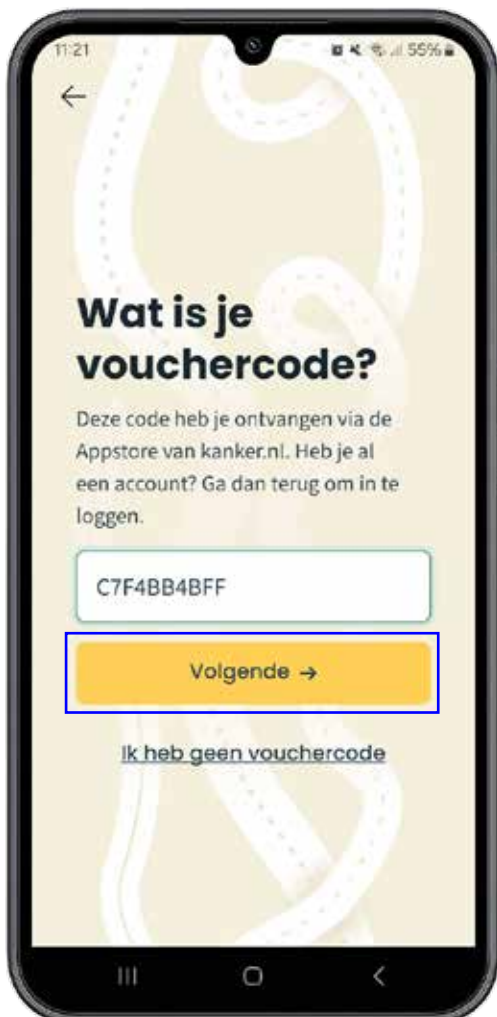 11:21
55%
Wat is je
vouchercode?
Deze code heb je ontvangen via de
Appstore van kanker.nl. Heb je al
een account? Ga dan terug om in te
loggen.
C7F4BB4BFF
Volgende →
Ik heb geen vouchercode